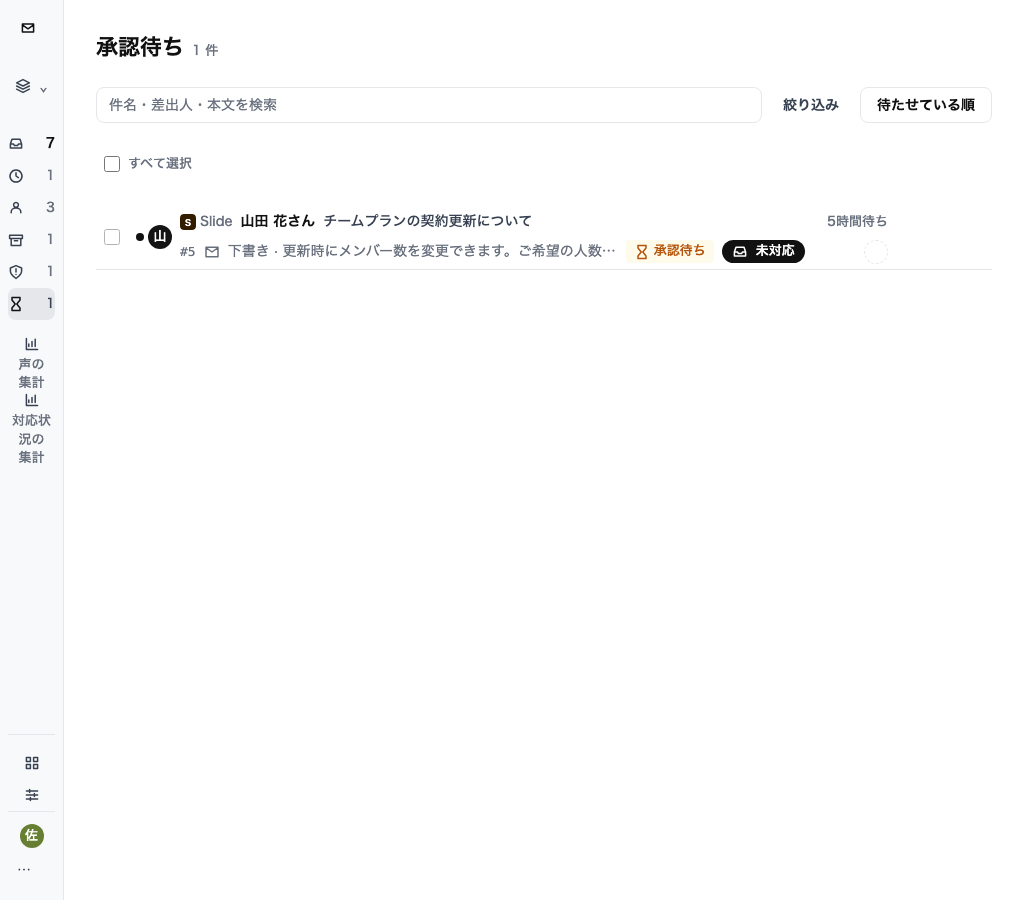 承認待ち 1 件
件名・差出人・本文を検索
絞り込み
待たせている順
7
1
3
1
1
1
声の
集計
対応状
況の
集計
佐
…
すべて選択
山
S Slide 山田 花さん チームプランの契約更新について 5時間待ち
#5 下書き · 更新時にメンバー数を変更できます。ご希望の人数… 承認待ち 未対応